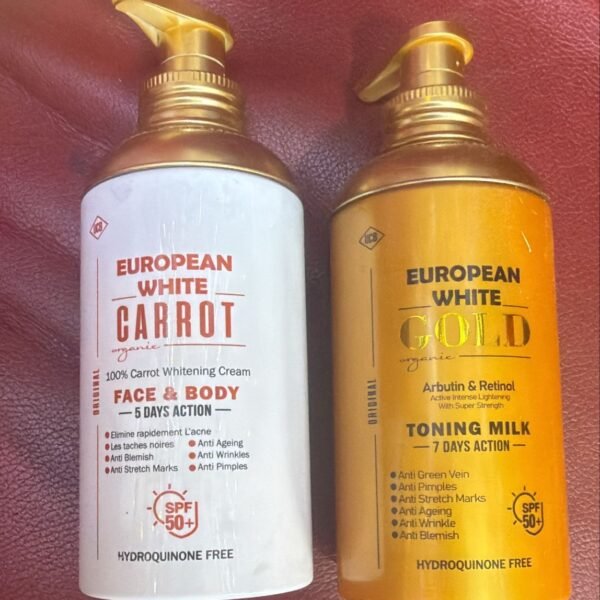 EUROPEAN
WHITE
CARROT
organic
100% Carrot Whitening Cream
FACE & BODY
5 DAYS ACTION
Elimine rapidement L'acne
Les taches noires
Anti Blemish
Anti Stretch Marks
Anti Ageing
Anti Wrinkles
Anti Pimples
SPF
50+
HYDROQUINONE FREE
ORIGINAL
EUROPEAN
WHITE
GOLD
organic
Arbutin & Retinol
Active Intense Lightening
With Super Strength
TONING MILK
7 DAYS ACTION
Anti Green Vein
Anti Pimples
Anti Stretch Marks
Anti Ageing
Anti Wrinkle
Anti Blemish
SPF
50+
HYDROQUINONE FREE
ORIGINAL